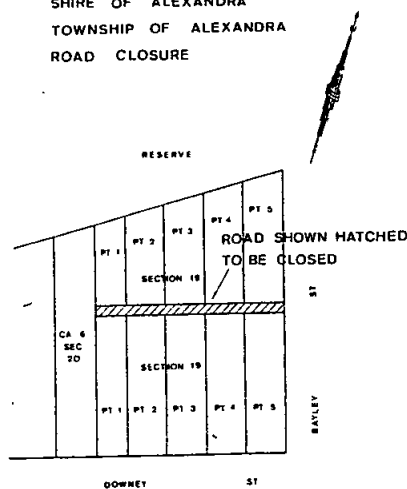 SHIRE OF ALEXANDRA
TOWNSHIP OF ALEXANDRA
ROAD CLOSURE
RESERVE
PT 1
PT 2
PT 3
PT 4
PT 5
ROAD SHOWN HATCHED
TO BE CLOSED
SECTION 19
ST
BAYLEY
CA 6
SEC
20
SECTION 19
PT 1
PT 2
PT 3
PT 4
PT 5
DOWNEY ST